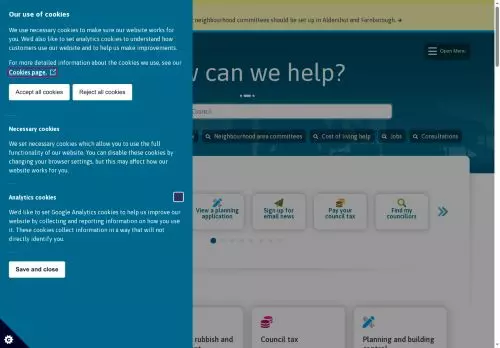 Our use of cookies
We use necessary cookies to make sure our website works for
you. We'd also like to set analytics cookies to understand how
customers use our website and to help us make improvements.
For more detailed information about the cookies we use, see our
Cookies page.
Accept all cookies
Reject all cookies
Necessary cookies
We set necessary cookies which allow you to use the full
functionality of our website. You can disable these cookies by
changing your browser settings, but this may affect how our
website works for you.
Analytics cookies
We'd like to set Google Analytics cookies to help us improve our
website by collecting and reporting information on how you use
it. These cookies collect information in a way that will not
directly identify you.
Save and close
neighbourhood committees should be set up in Aldershot and Farnborough.
Open Menu
can we help?
Council
Neighbourhood area committees
Cost of living help
Jobs
Consultations
View a planning
application
Sign up for
email news
Pay your
council tax
Find my
councillors
rubbish and
Council tax
Planning and building